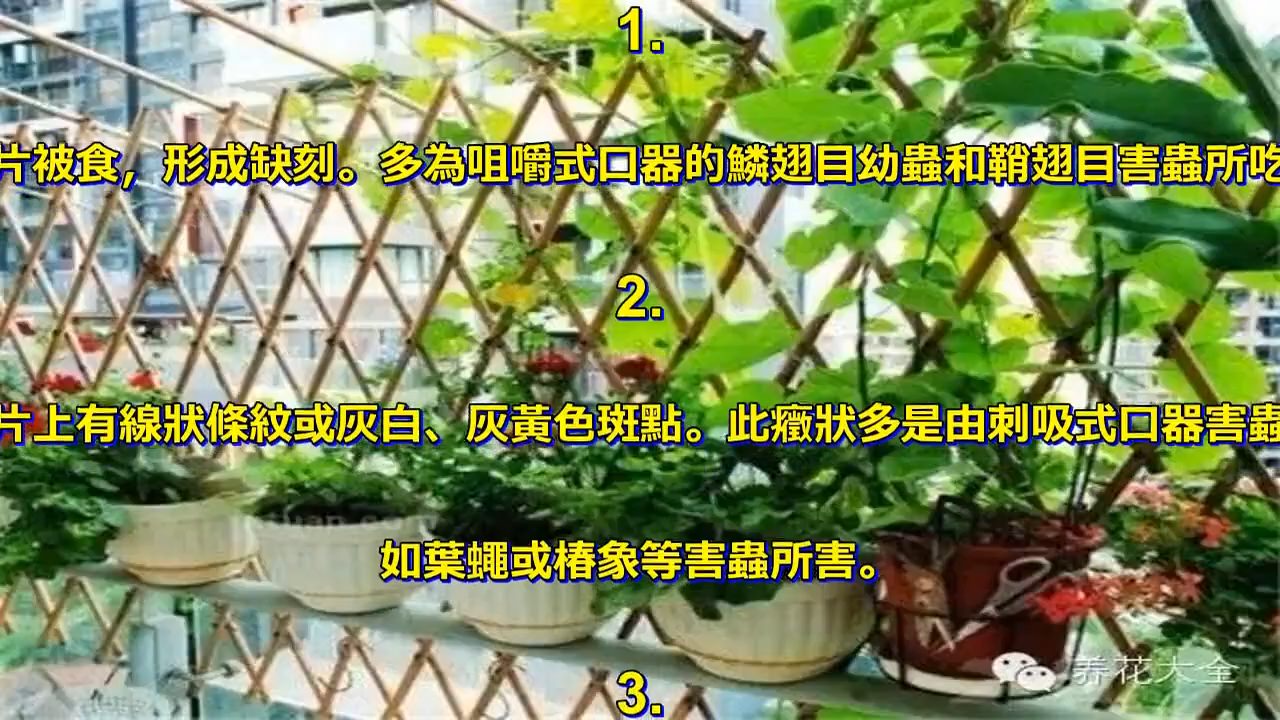 1.
片被食，形成缺刻。多為咀嚼式口器的鱗翅目幼蟲和鞘翅目害蟲所吃
2.
片上有線狀條紋或灰白、灰黃色斑點。此癥狀多是由刺吸式口器害蟲
如葉蠅或椿象等害蟲所害。
3.
养花大全